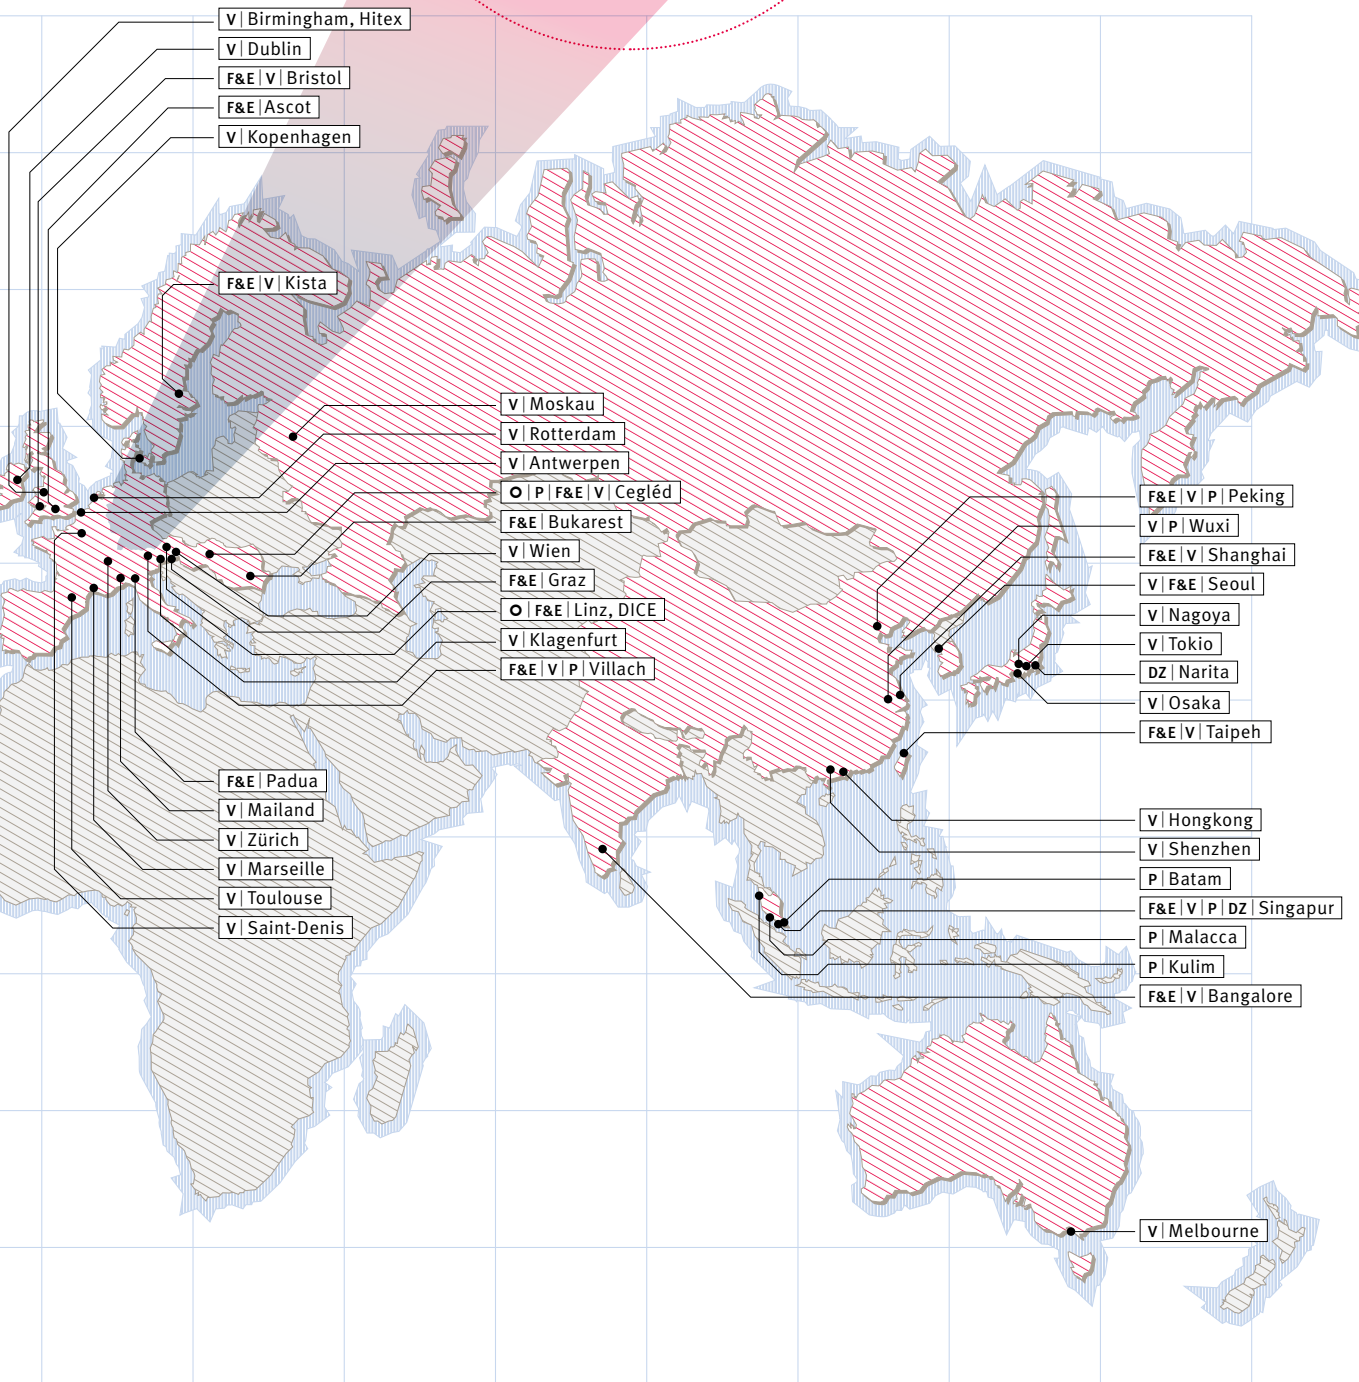 V | Birmingham, Hitex
V | Dublin
F&E | V | Bristol
F&E | Ascot
V | Kopenhagen
F&E | V | Kista
V | Moskau
V | Rotterdam
V | Antwerpen
O | P | F&E | V | Cegléd
F&E | Bukarest
V | Wien
F&E | Graz
O | F&E | Linz, DICE
V | Klagenfurt
F&E | V | P | Villach
F&E | Padua
V | Mailand
V | Zürich
V | Marseille
V | Toulouse
V | Saint-Denis
F&E | V | P | Peking
V | P | Wuxi
F&E | V | Shanghai
V | F&E | Seoul
V | Nagoya
V | Tokio
DZ | Narita
V | Osaka
F&E | V | Taipeh
V | Hongkong
V | Shenzhen
P | Batam
F&E | V | P | DZ | Singapur
P | Malacca
P | Kulim
F&E | V | Bangalore
V | Melbourne